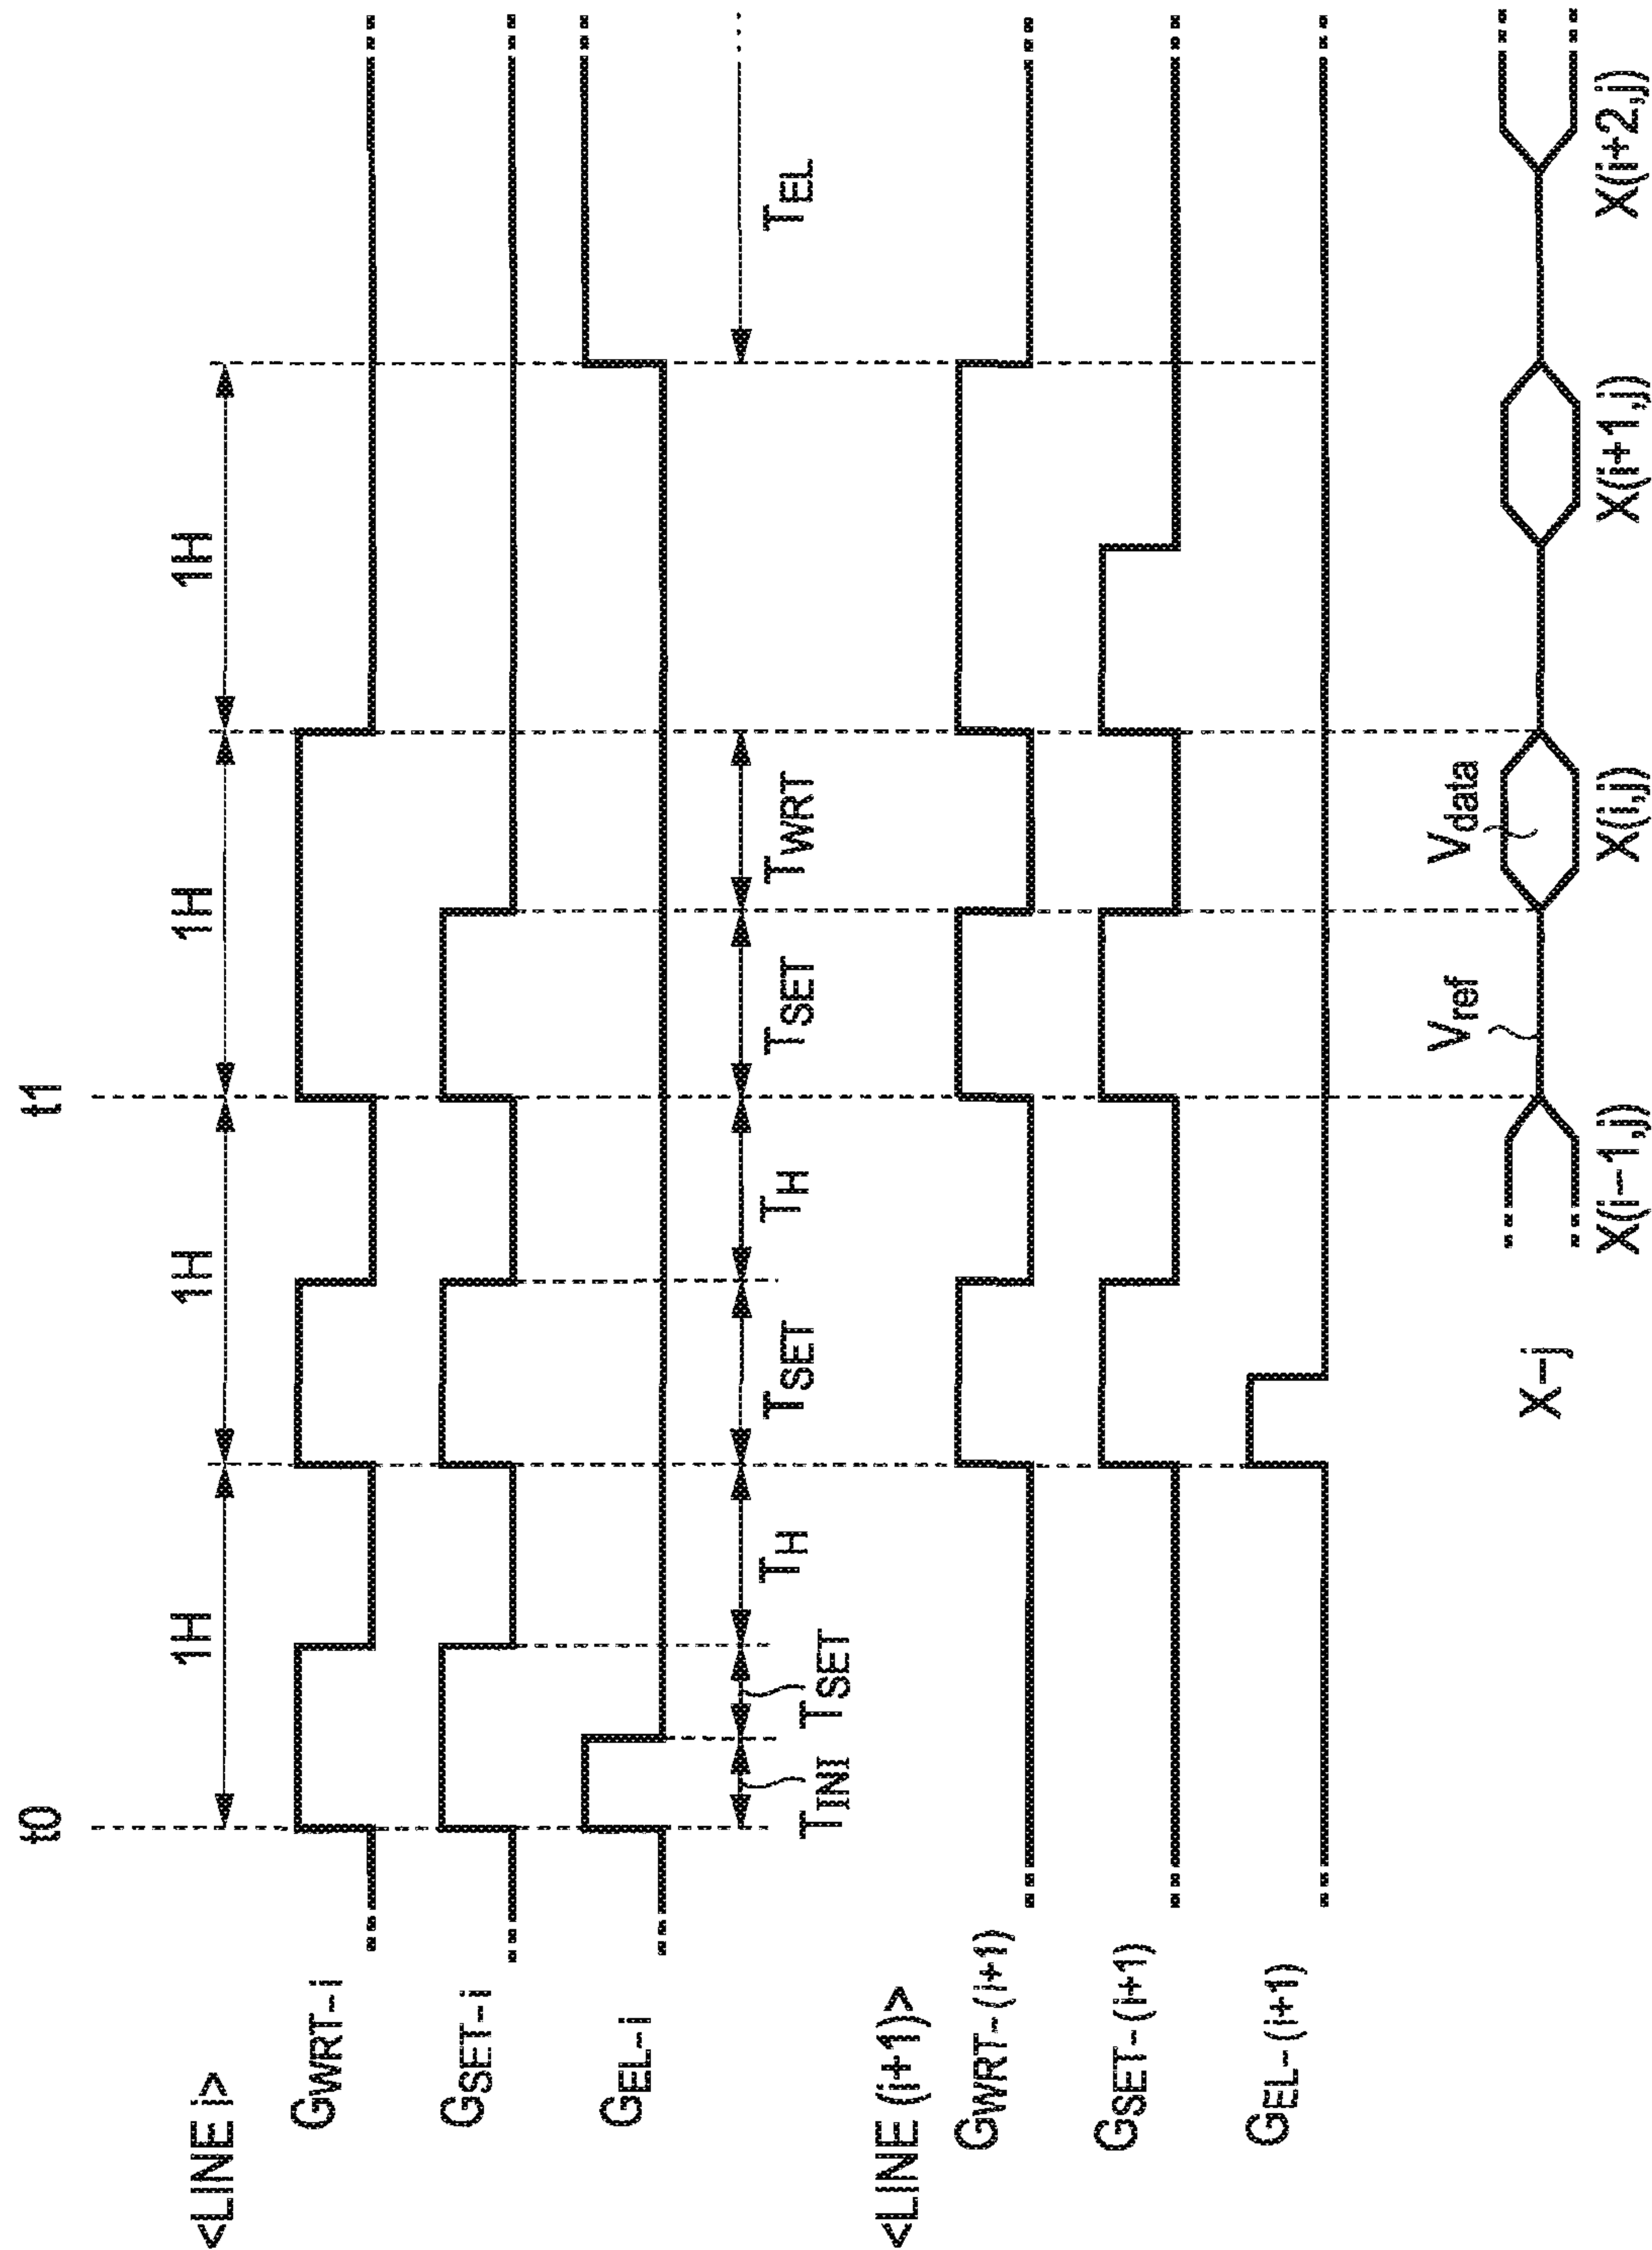 t0 t1
1H 1H 1H 1H
<LINE i>
GWRT-i
GSET-i
GEL-i
TINI TSET TH TSET TH TSET TWRT TEL
<LINE (i+1)>
GWRT-(i+1)
GSET-(i+1)
GEL-(i+1)
Vref Vdata
X-j
X(i-1,j) X(i,j) X(i+1,j) X(i+2,j)